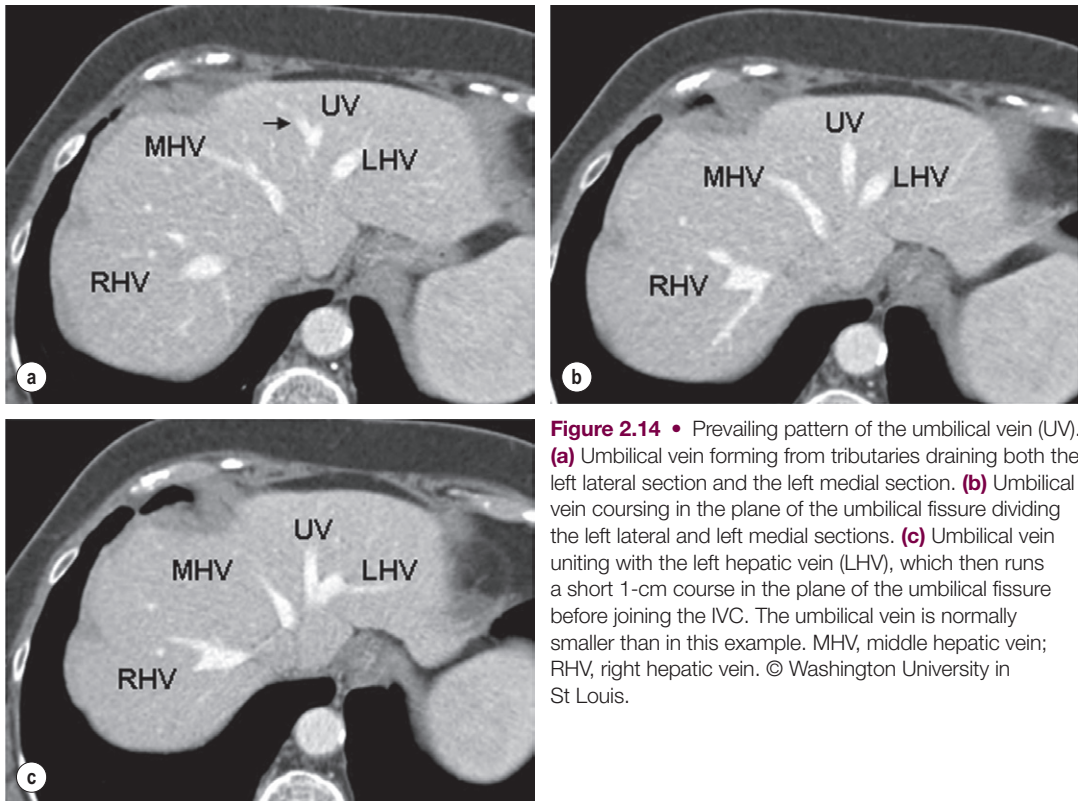 UV
MHV
LHV
RHV
a
UV
MHV
LHV
RHV
b
UV
MHV
LHV
RHV
c
Figure 2.14 • Prevailing pattern of the umbilical vein (UV).
(a) Umbilical vein forming from tributaries draining both the
left lateral section and the left medial section. (b) Umbilical
vein coursing in the plane of the umbilical fissure dividing
the left lateral and left medial sections. (c) Umbilical vein
uniting with the left hepatic vein (LHV), which then runs
a short 1-cm course in the plane of the umbilical fissure
before joining the IVC. The umbilical vein is normally
smaller than in this example. MHV, middle hepatic vein;
RHV, right hepatic vein. © Washington University in
St Louis.